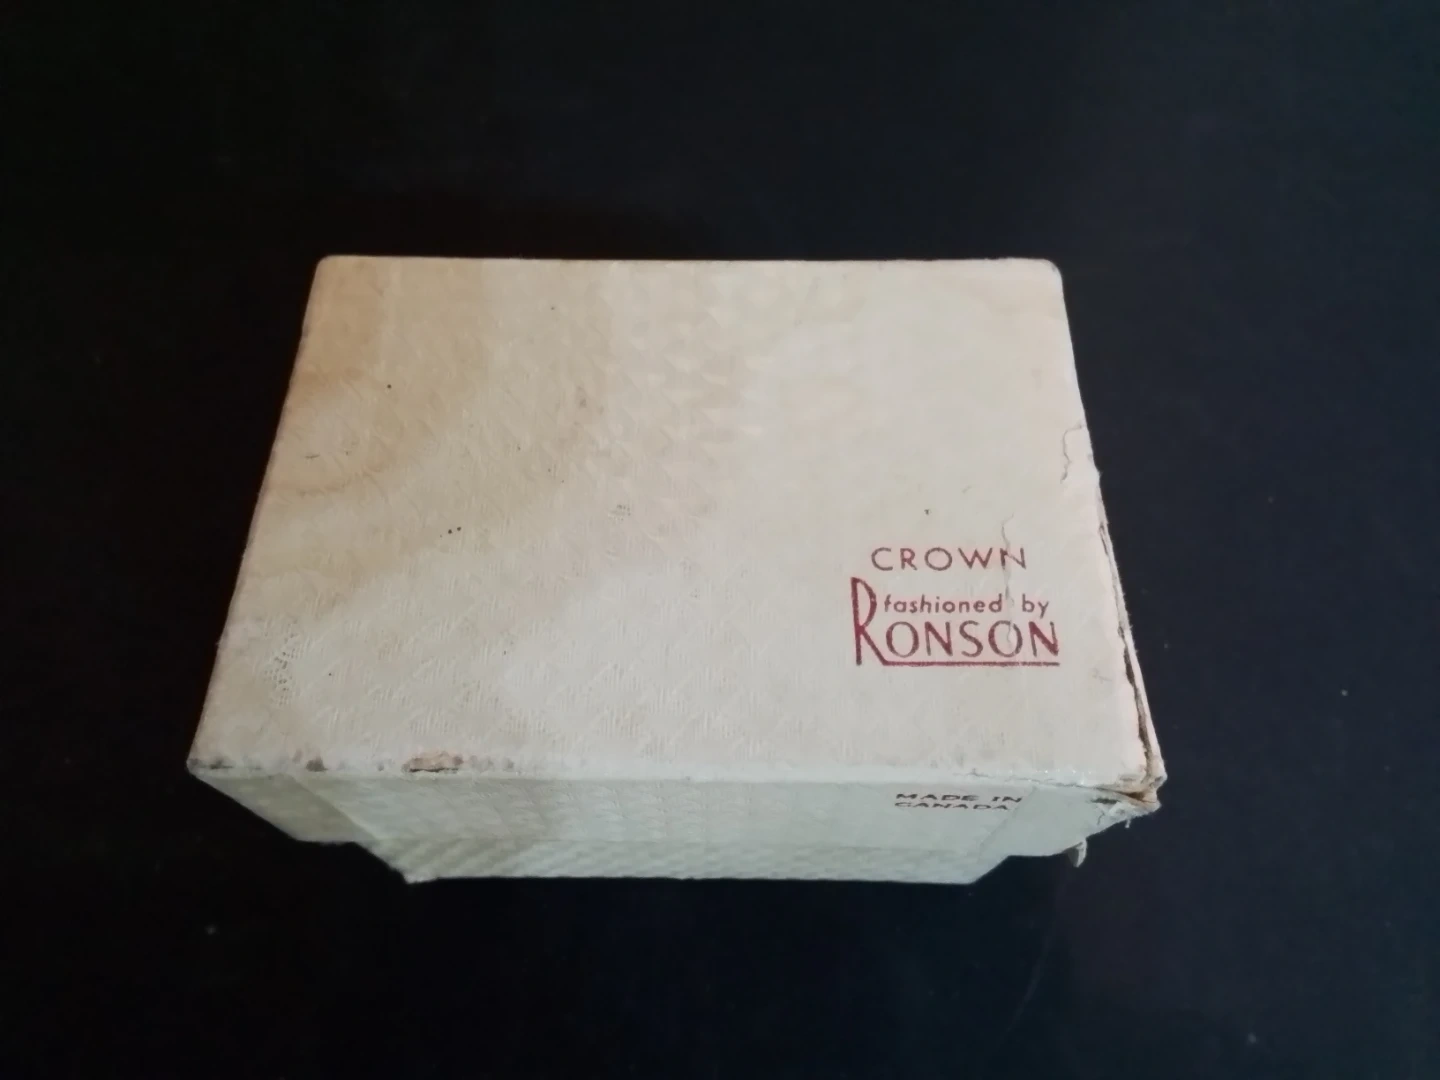 CROWN
fashioned by
RONSON
MADE IN
CANADA